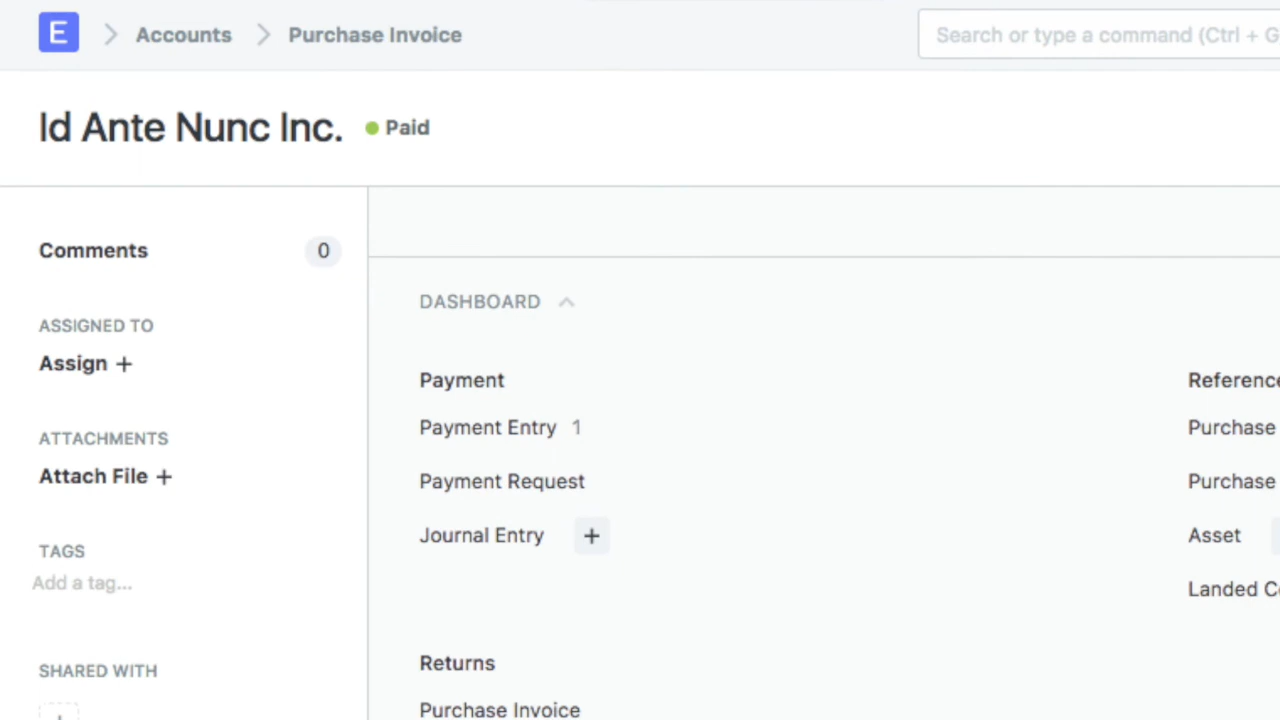 E Accounts Purchase Invoice Search or type a command (Ctrl + G
Id Ante Nunc Inc. Paid
Comments 0
ASSIGNED TO
Assign +
ATTACHMENTS
Attach File +
TAGS
Add a tag...
SHARED WITH
+
DASHBOARD
Payment
Payment Entry 1
Payment Request
Journal Entry +
Returns
Purchase Invoice
Reference
Purchase
Purchase
Asset
Landed